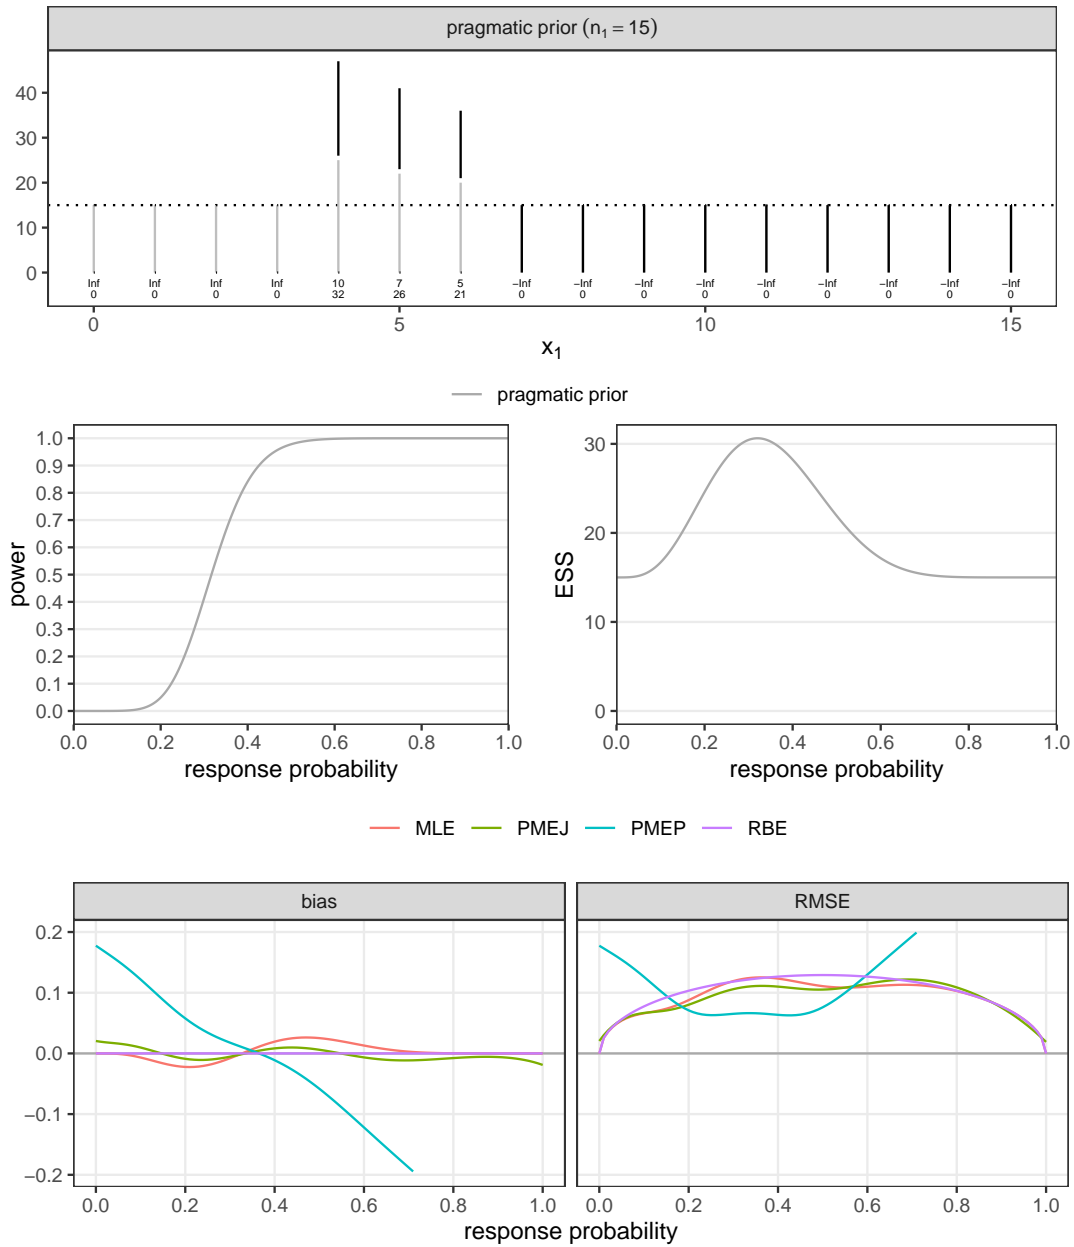 pragmatic prior (n₁ = 15)
40
30
20
10
0
Inf Inf Inf Inf 10 7 5 −Inf −Inf −Inf −Inf −Inf −Inf −Inf −Inf −Inf
0 0 0 0 32 26 21 0 0 0 0 0 0 0 0 0
0 5 10 15
x₁
pragmatic prior
power
1.0
0.9
0.8
0.7
0.6
0.5
0.4
0.3
0.2
0.1
0.0
0.0 0.2 0.4 0.6 0.8 1.0
response probability
ESS
30
20
10
0
0.0 0.2 0.4 0.6 0.8 1.0
response probability
MLE PMEJ PMEP RBE
bias RMSE
0.2
0.1
0.0
−0.1
−0.2
0.0 0.2 0.4 0.6 0.8 1.0 0.0 0.2 0.4 0.6 0.8 1.0
response probability